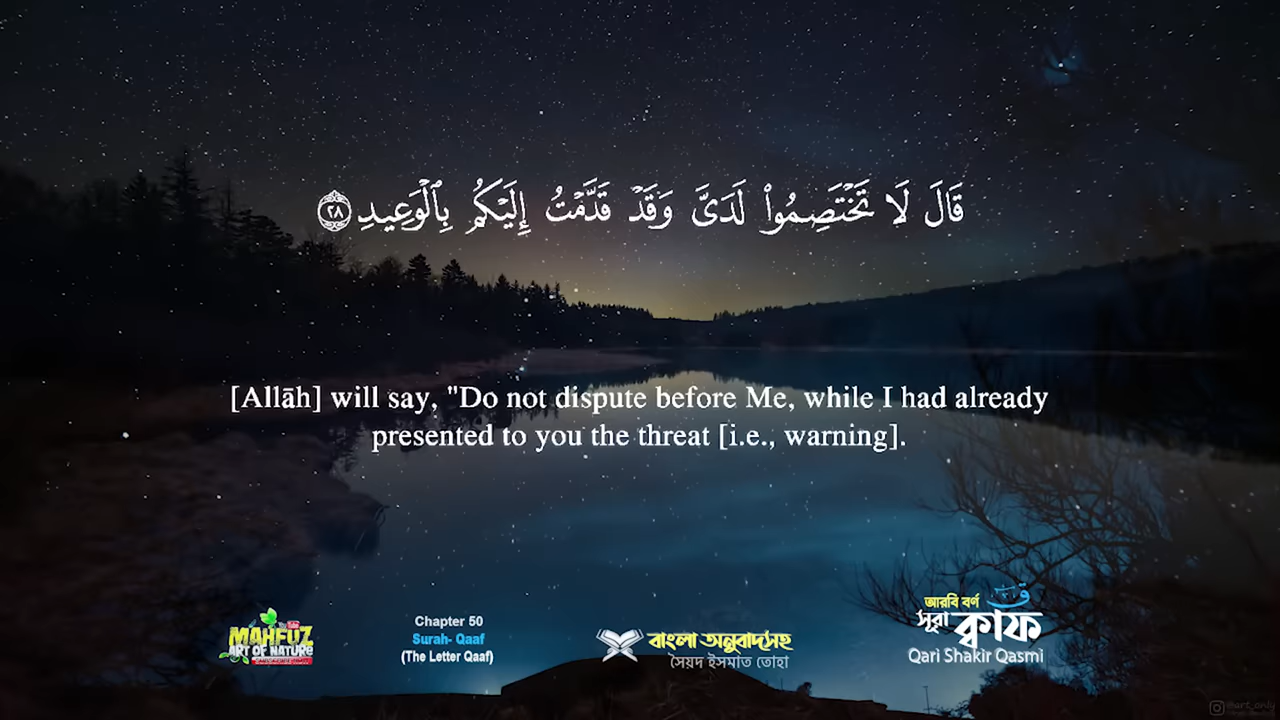 قَالَ لَا تَخْتَصِمُوا۟ لَدَىَّ وَقَدْ قَدَّمْتُ إِلَيْكُم بِٱلْوَعِيدِ ٢٨
[Allāh] will say, "Do not dispute before Me, while I had already
presented to you the threat [i.e., warning].
MAHFUZ
ART OF NATURE
Chapter 50
Surah- Qaaf
(The Letter Qaaf)
বাংলা অনুবাদসহ
সৈয়দ ইসমাত তোহা
আরবি বর্ণ ق
সূরা ক্বাফ
Qari Shakir Qasmi